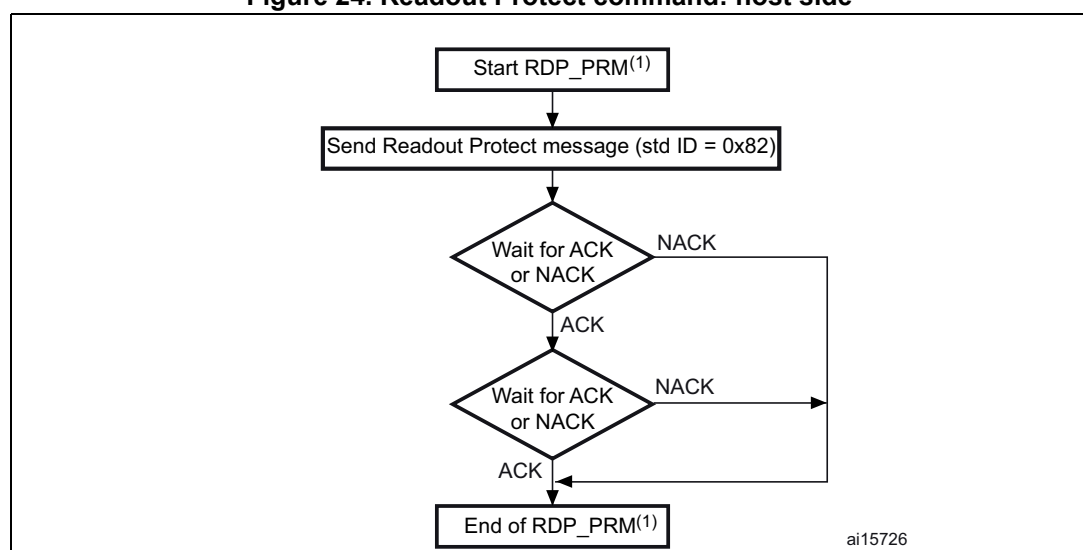 Figure 24. Readout Protect command: host side
Start RDP_PRM(1)
Send Readout Protect message (std ID = 0x82)
Wait for ACK
or NACK
NACK
ACK
Wait for ACK
or NACK
NACK
ACK
End of RDP_PRM(1)
ai15726